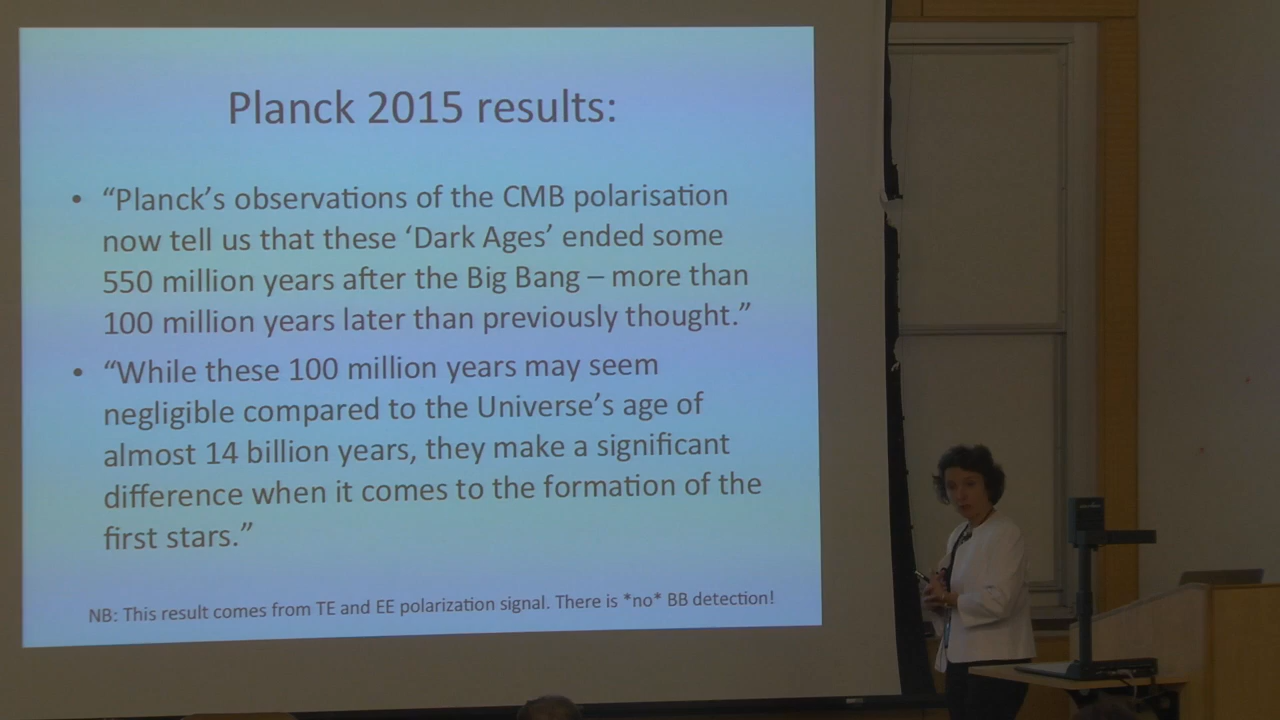 Planck 2015 results:
• “Planck’s observations of the CMB polarisation
now tell us that these ‘Dark Ages’ ended some
550 million years after the Big Bang – more than
100 million years later than previously thought.”
• “While these 100 million years may seem
negligible compared to the Universe’s age of
almost 14 billion years, they make a significant
difference when it comes to the formation of the
first stars.”
NB: This result comes from TE and EE polarization signal. There is *no* BB detection!